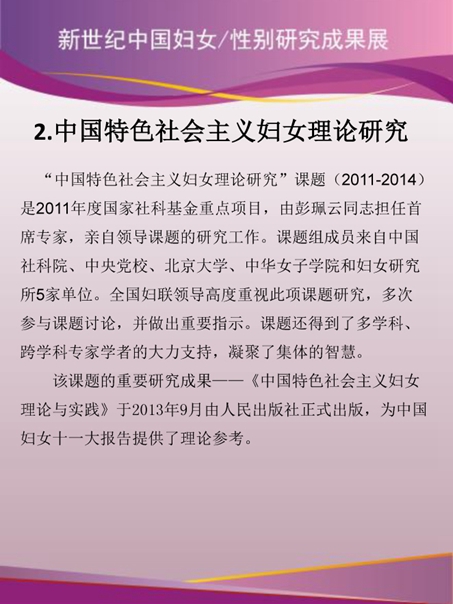 新世纪中国妇女/性别研究成果展
2.中国特色社会主义妇女理论研究
“中国特色社会主义妇女理论研究”课题（2011-2014）
是2011年度国家社科基金重点项目，由彭珮云同志担任首
席专家，亲自领导课题的研究工作。课题组成员来自中国
社科院、中央党校、北京大学、中华女子学院和妇女研究
所5家单位。全国妇联领导高度重视此项课题研究，多次
参与课题讨论，并做出重要指示。课题还得到了多学科、
跨学科专家学者的大力支持，凝聚了集体的智慧。
该课题的重要研究成果——《中国特色社会主义妇女
理论与实践》于2013年9月由人民出版社正式出版，为中国
妇女十一大报告提供了理论参考。